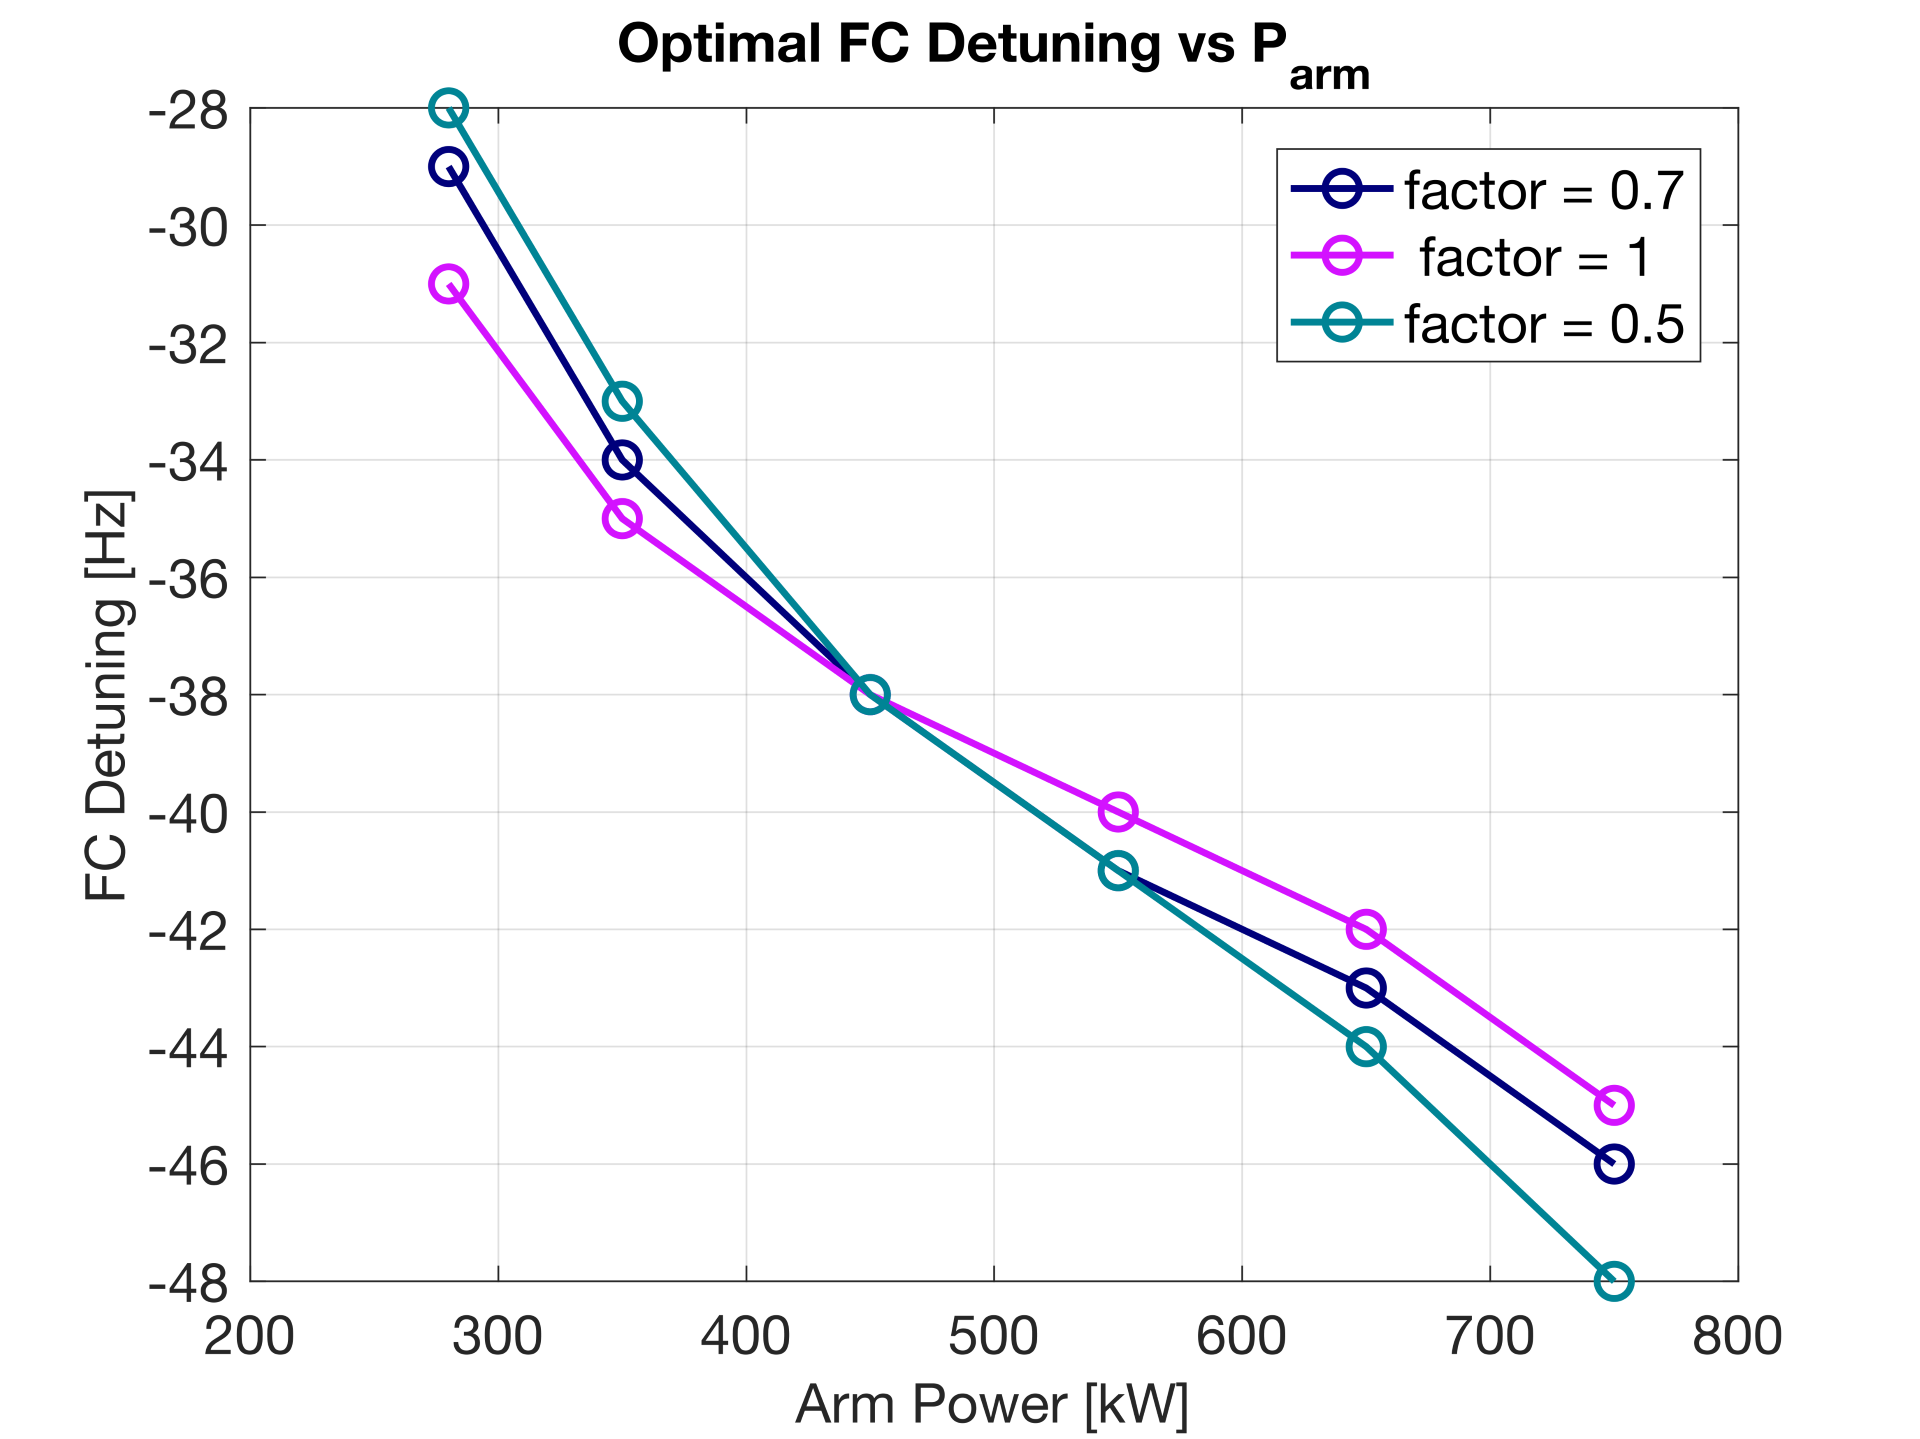 Optimal FC Detuning vs P_arm
-28
-30
-32
-34
-36
-38
-40
-42
-44
-46
-48
FC Detuning [Hz]
factor = 0.7
factor = 1
factor = 0.5
200 300 400 500 600 700 800
Arm Power [kW]